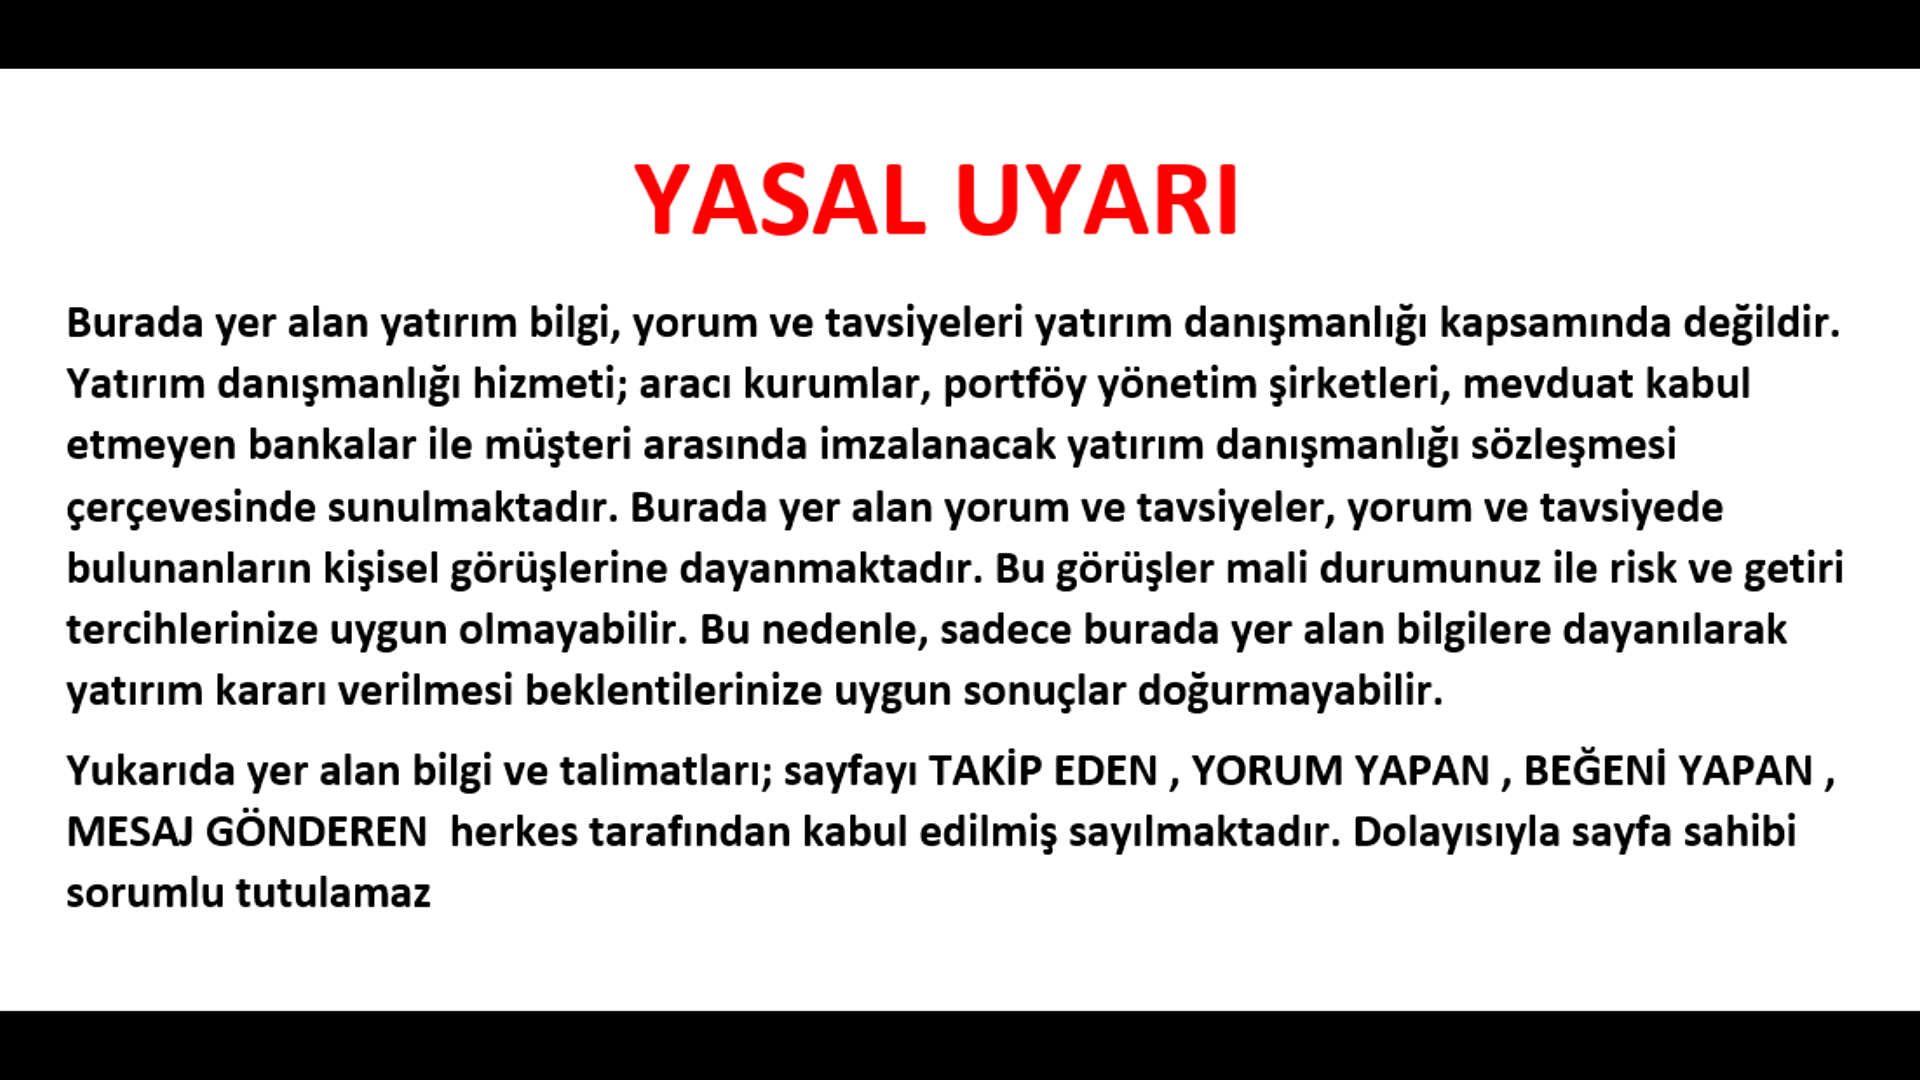 YASAL UYARI
Burada yer alan yatırım bilgi, yorum ve tavsiyeleri yatırım danışmanlığı kapsamında değildir.
Yatırım danışmanlığı hizmeti; aracı kurumlar, portföy yönetim şirketleri, mevduat kabul
etmeyen bankalar ile müşteri arasında imzalanacak yatırım danışmanlığı sözleşmesi
çerçevesinde sunulmaktadır. Burada yer alan yorum ve tavsiyeler, yorum ve tavsiyede
bulunanların kişisel görüşlerine dayanmaktadır. Bu görüşler mali durumunuz ile risk ve getiri
tercihlerinize uygun olmayabilir. Bu nedenle, sadece burada yer alan bilgilere dayanılarak
yatırım kararı verilmesi beklentilerinize uygun sonuçlar doğurmayabilir.
Yukarıda yer alan bilgi ve talimatları; sayfayı TAKİP EDEN , YORUM YAPAN , BEĞENİ YAPAN ,
MESAJ GÖNDEREN  herkes tarafından kabul edilmiş sayılmaktadır. Dolayısıyla sayfa sahibi
sorumlu tutulamaz